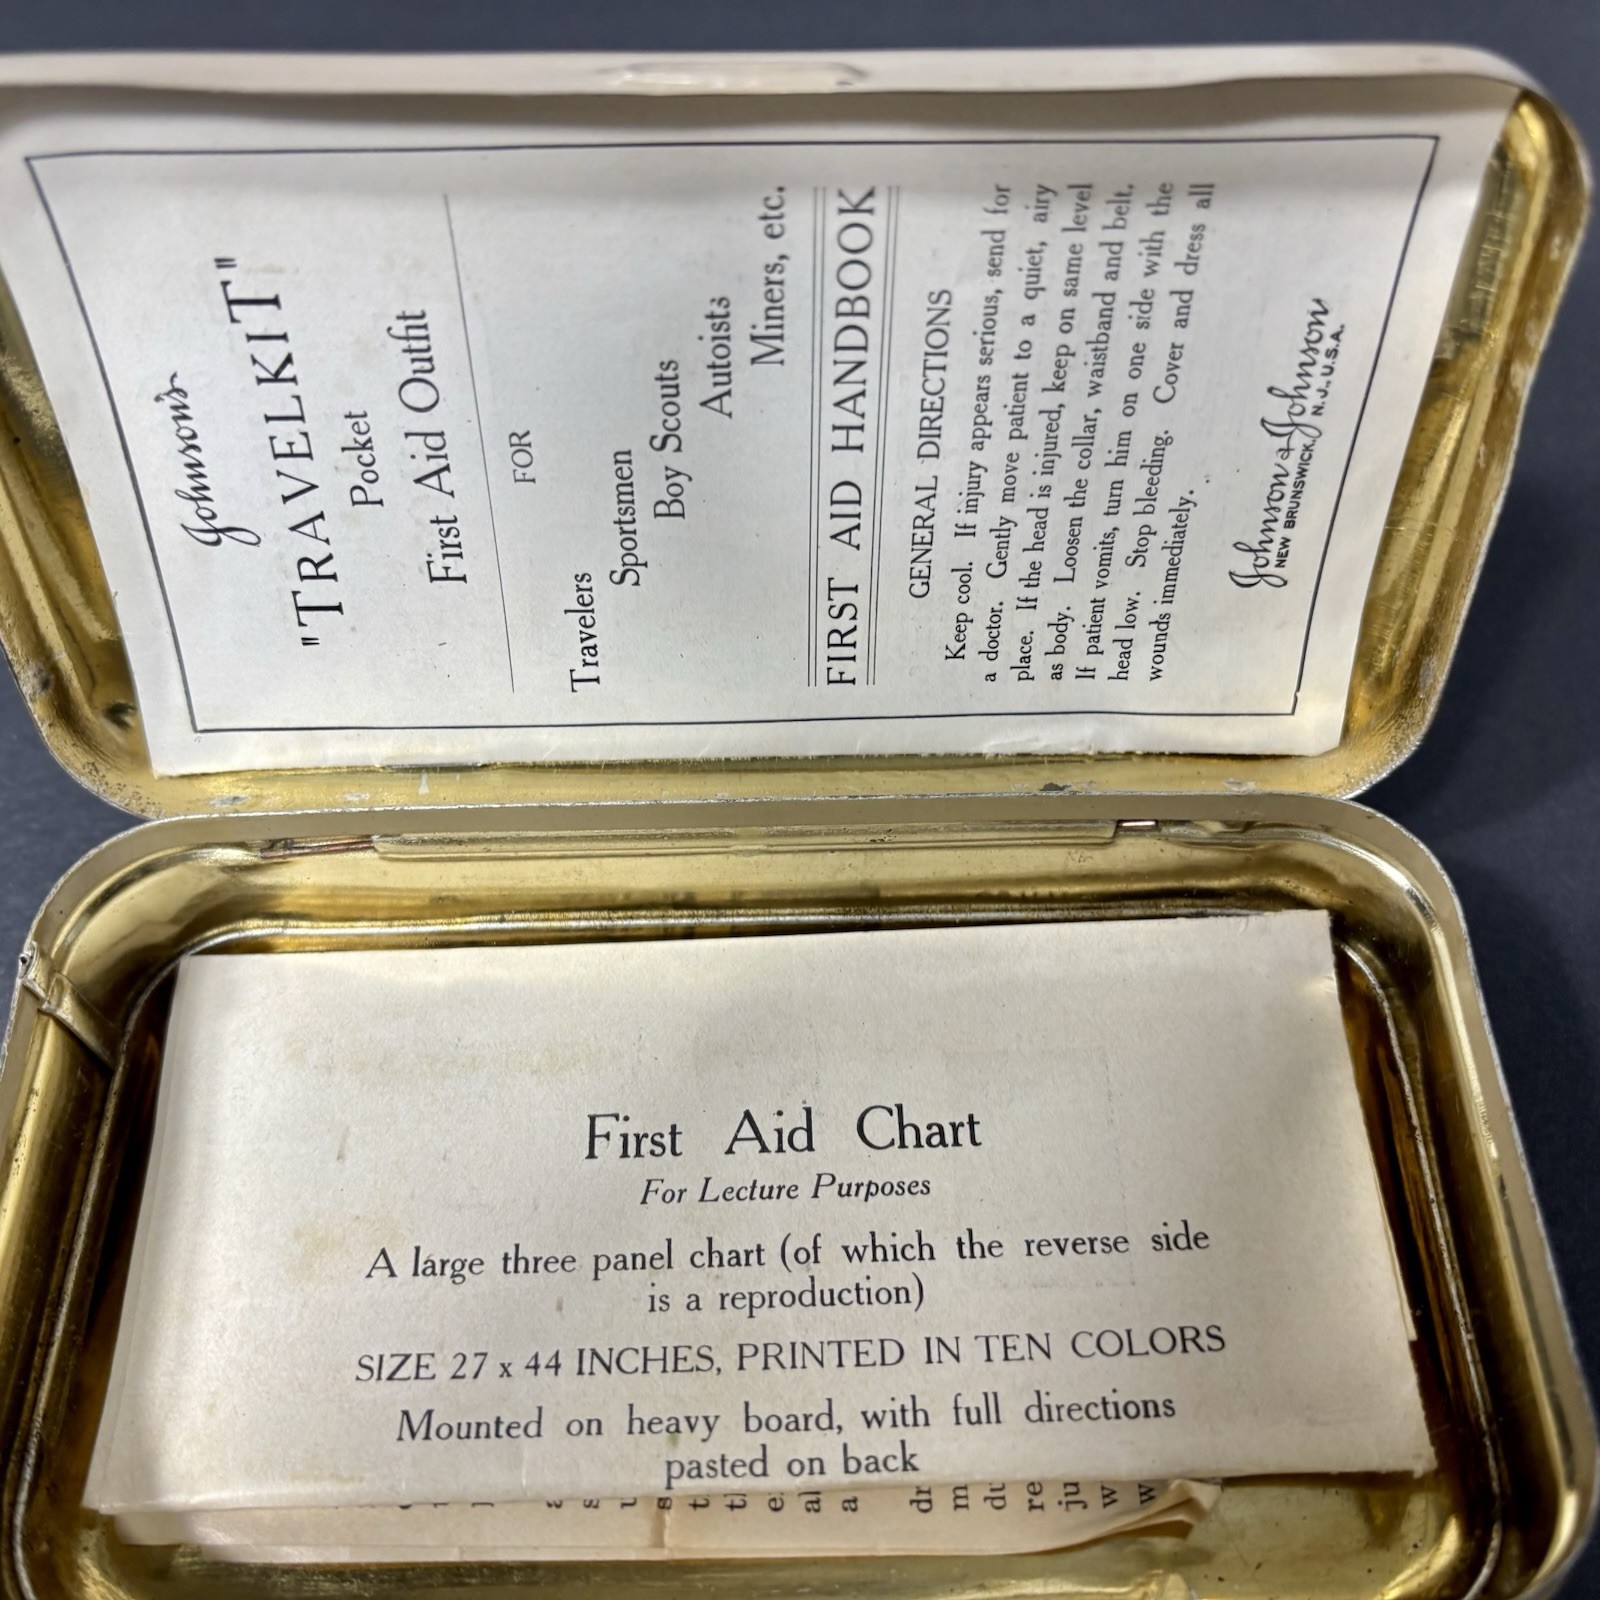 Johnson's
"TRAVELKIT"
Pocket
First Aid Outfit
FOR
Travelers
Sportsmen
Boy Scouts
Autoists
Miners, etc.
FIRST AID HANDBOOK
GENERAL DIRECTIONS
Keep cool. If injury appears serious, send for
a doctor. Gently move patient to a quiet, airy
place. If the head is injured, keep on same level
as body. Loosen the collar, waistband and belt.
If patient vomits, turn him on one side with the
head low. Stop bleeding. Cover and dress all
wounds immediately.
Johnson & Johnson
NEW BRUNSWICK, N.J., U.S.A.
First Aid Chart
For Lecture Purposes
A large three panel chart (of which the reverse side
is a reproduction)
SIZE 27 x 44 INCHES, PRINTED IN TEN COLORS
Mounted on heavy board, with full directions
pasted on back